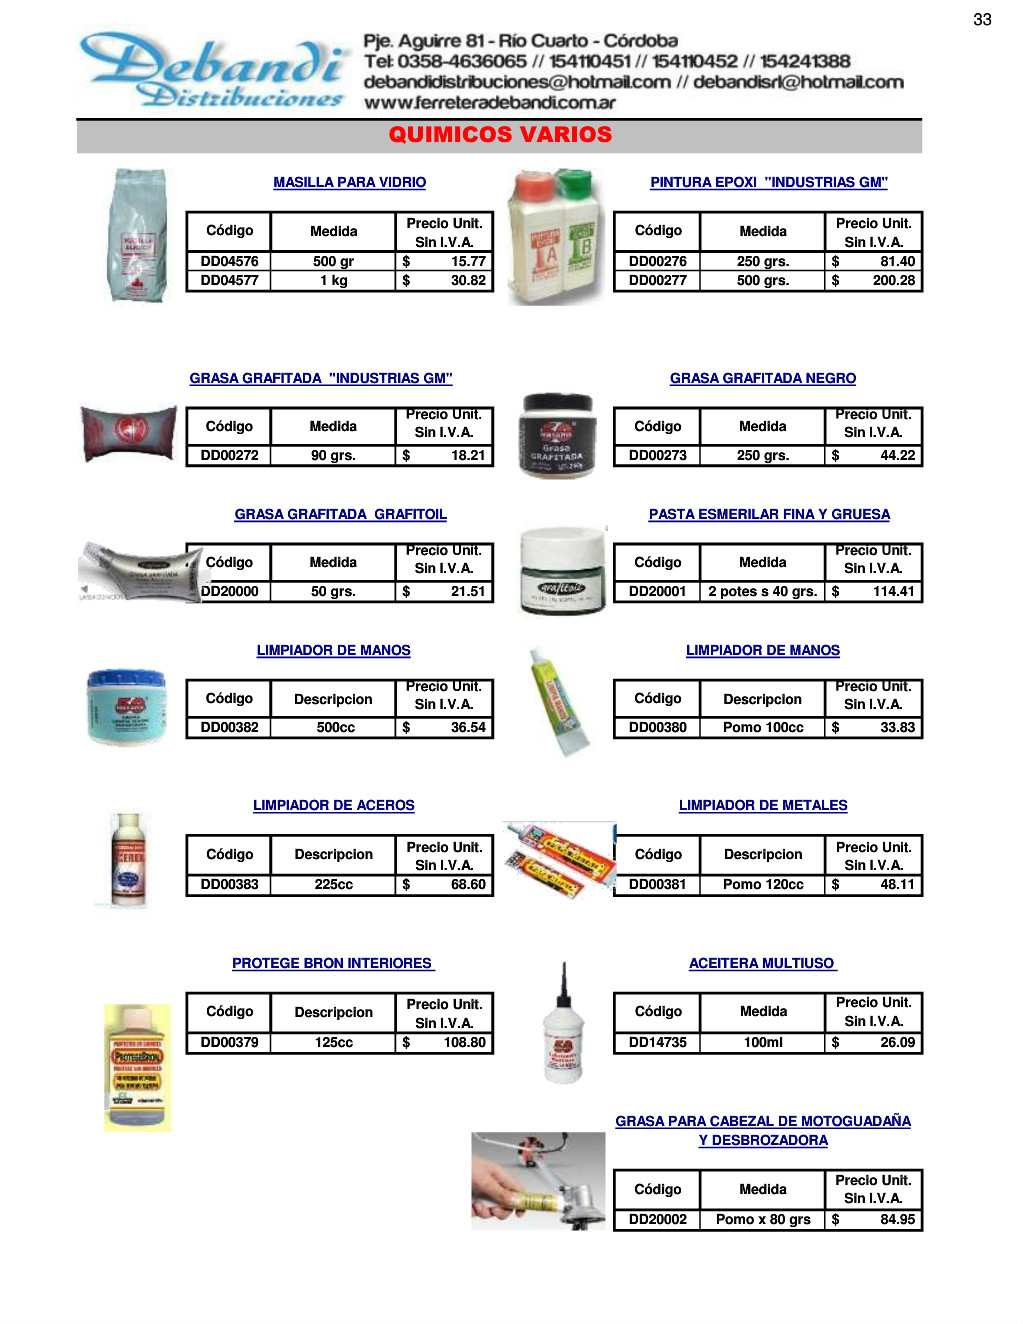 33
Debandi
Distribuciones
Pje. Aguirre 81 - Río Cuarto - Córdoba
Tel: 0358-4636065 // 154110451 // 154110452 // 154241388
debandidistribuciones@hotmail.com // debandisrl@hotmail.com
www.ferreteradebandi.com.ar
QUIMICOS VARIOS
MASILLA PARA VIDRIO
Código Medida Precio Unit. Sin I.V.A.
DD04576 500 gr $ 15.77
DD04577 1 kg $ 30.82
PINTURA EPOXI "INDUSTRIAS GM"
A B
Código Medida Precio Unit. Sin I.V.A.
DD00276 250 grs. $ 81.40
DD00277 500 grs. $ 200.28
GRASA GRAFITADA "INDUSTRIAS GM"
Código Medida Precio Unit. Sin I.V.A.
DD00272 90 grs. $ 18.21
GRASA GRAFITADA NEGRO
Grasa
GRAFITADA
Código Medida Precio Unit. Sin I.V.A.
DD00273 250 grs. $ 44.22
GRASA GRAFITADA GRAFITOIL
Código Medida Precio Unit. Sin I.V.A.
DD20000 50 grs. $ 21.51
PASTA ESMERILAR FINA Y GRUESA
grafitoil
Código Medida Precio Unit. Sin I.V.A.
DD20001 2 potes s 40 grs. $ 114.41
LIMPIADOR DE MANOS
Código Descripcion Precio Unit. Sin I.V.A.
DD00382 500cc $ 36.54
LIMPIADOR DE MANOS
Código Descripcion Precio Unit. Sin I.V.A.
DD00380 Pomo 100cc $ 33.83
LIMPIADOR DE ACEROS
Código Descripcion Precio Unit. Sin I.V.A.
DD00383 225cc $ 68.60
LIMPIADOR DE METALES
Código Descripcion Precio Unit. Sin I.V.A.
DD00381 Pomo 120cc $ 48.11
PROTEGE BRON INTERIORES
PROTEGEBRON
Código Descripcion Precio Unit. Sin I.V.A.
DD00379 125cc $ 108.80
ACEITERA MULTIUSO
Código Medida Precio Unit. Sin I.V.A.
DD14735 100ml $ 26.09
GRASA PARA CABEZAL DE MOTOGUADAÑA
Y DESBROZADORA
Código Medida Precio Unit. Sin I.V.A.
DD20002 Pomo x 80 grs $ 84.95